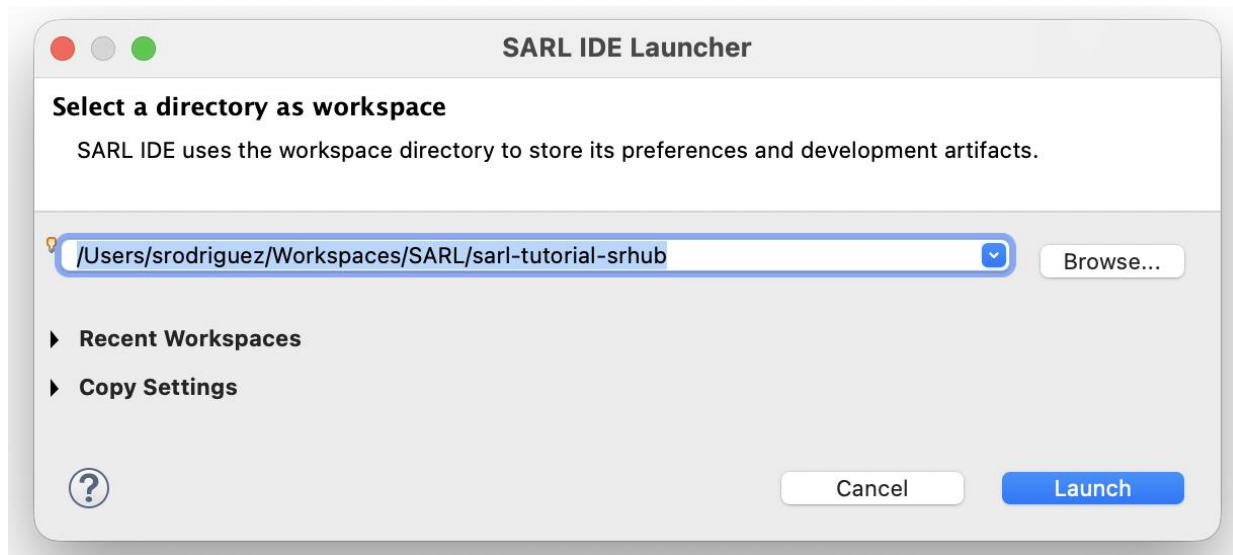 SARL IDE Launcher
Select a directory as workspace
SARL IDE uses the workspace directory to store its preferences and development artifacts.
/Users/srodriguez/Workspaces/SARL/sarl-tutorial-srhub
Browse...
Recent Workspaces
Copy Settings
?
Cancel
Launch